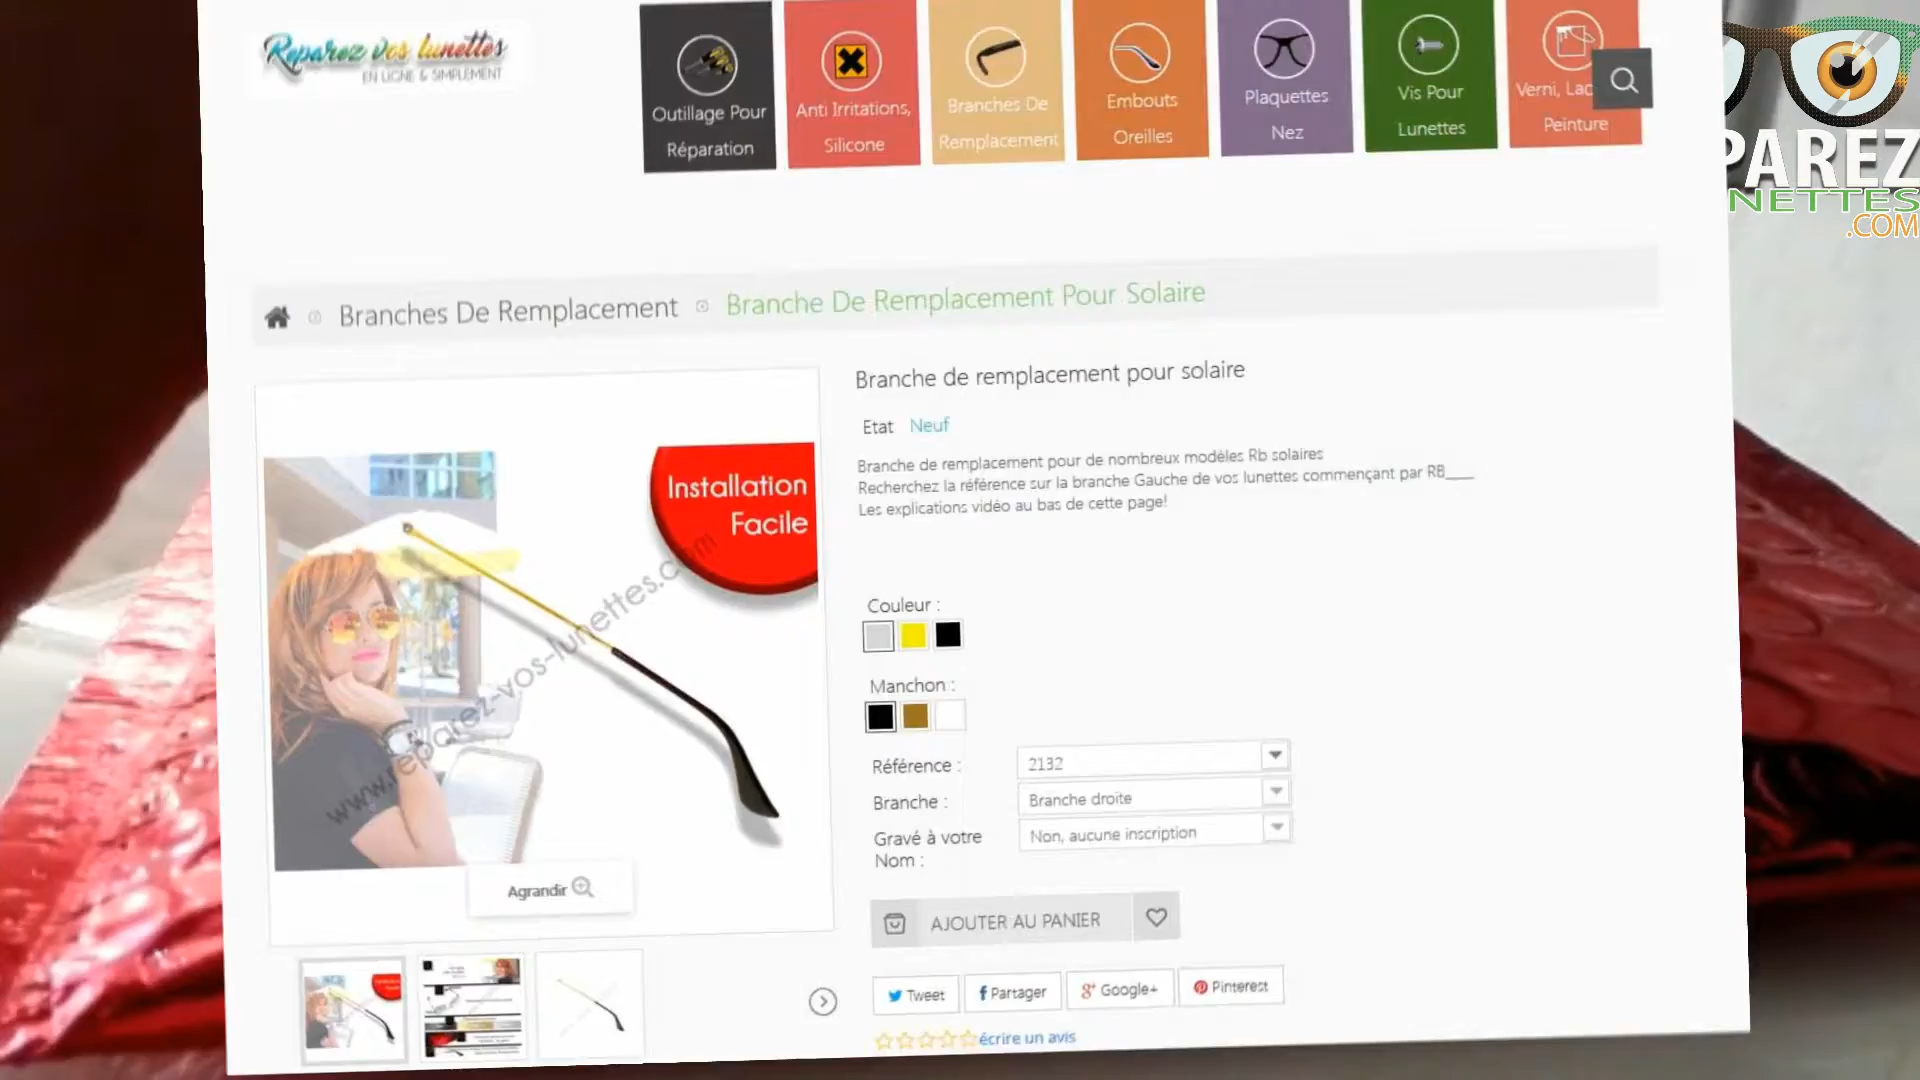 Reparez vos lunettes
EN LIGNE & SIMPLEMENT
Outillage Pour
Réparation
Anti Irritations,
Silicone
Branches De
Remplacement
Embouts
Oreilles
Plaquettes
Nez
Vis Pour
Lunettes
Verni,
Peinture
PAREZ
NETTES
.COM
Branches De Remplacement
Branche De Remplacement Pour Solaire
Installation
Facile
www.reparez-vos-lunettes.com
Agrandir
Branche de remplacement pour solaire
Etat Neuf
Branche de remplacement pour de nombreux modèles Rb solaires
Recherchez la référence sur la branche Gauche de vos lunettes commençant par RB___
Les explications vidéo au bas de cette page!
Couleur :
Manchon :
Référence : 2132
Branche : Branche droite
Gravé à votre
Nom :
Non, aucune inscription
AJOUTER AU PANIER
Tweet
Partager
Google+
Pinterest
écrire un avis